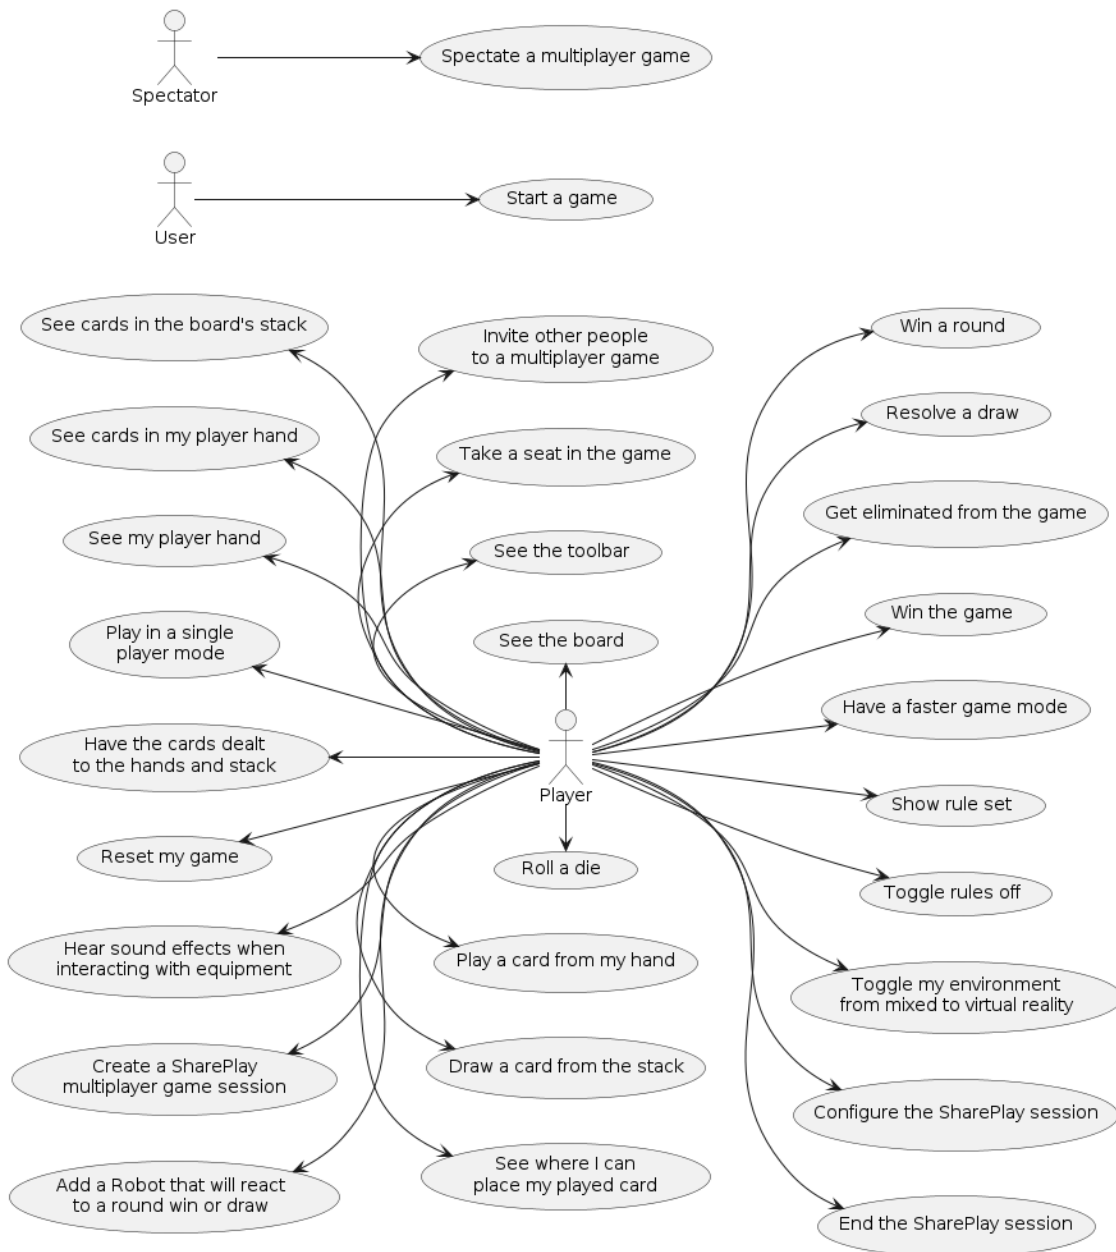 Spectate a multiplayer game
Spectator
Start a game
User
See cards in the board's stack
Invite other people
to a multiplayer game
Win a round
See cards in my player hand
Take a seat in the game
Resolve a draw
See my player hand
See the toolbar
Get eliminated from the game
Play in a single
player mode
See the board
Win the game
Have the cards dealt
to the hands and stack
Player
Have a faster game mode
Reset my game
Roll a die
Show rule set
Toggle rules off
Hear sound effects when
interacting with equipment
Play a card from my hand
Toggle my environment
from mixed to virtual reality
Create a SharePlay
multiplayer game session
Draw a card from the stack
Configure the SharePlay session
Add a Robot that will react
to a round win or draw
See where I can
place my played card
End the SharePlay session